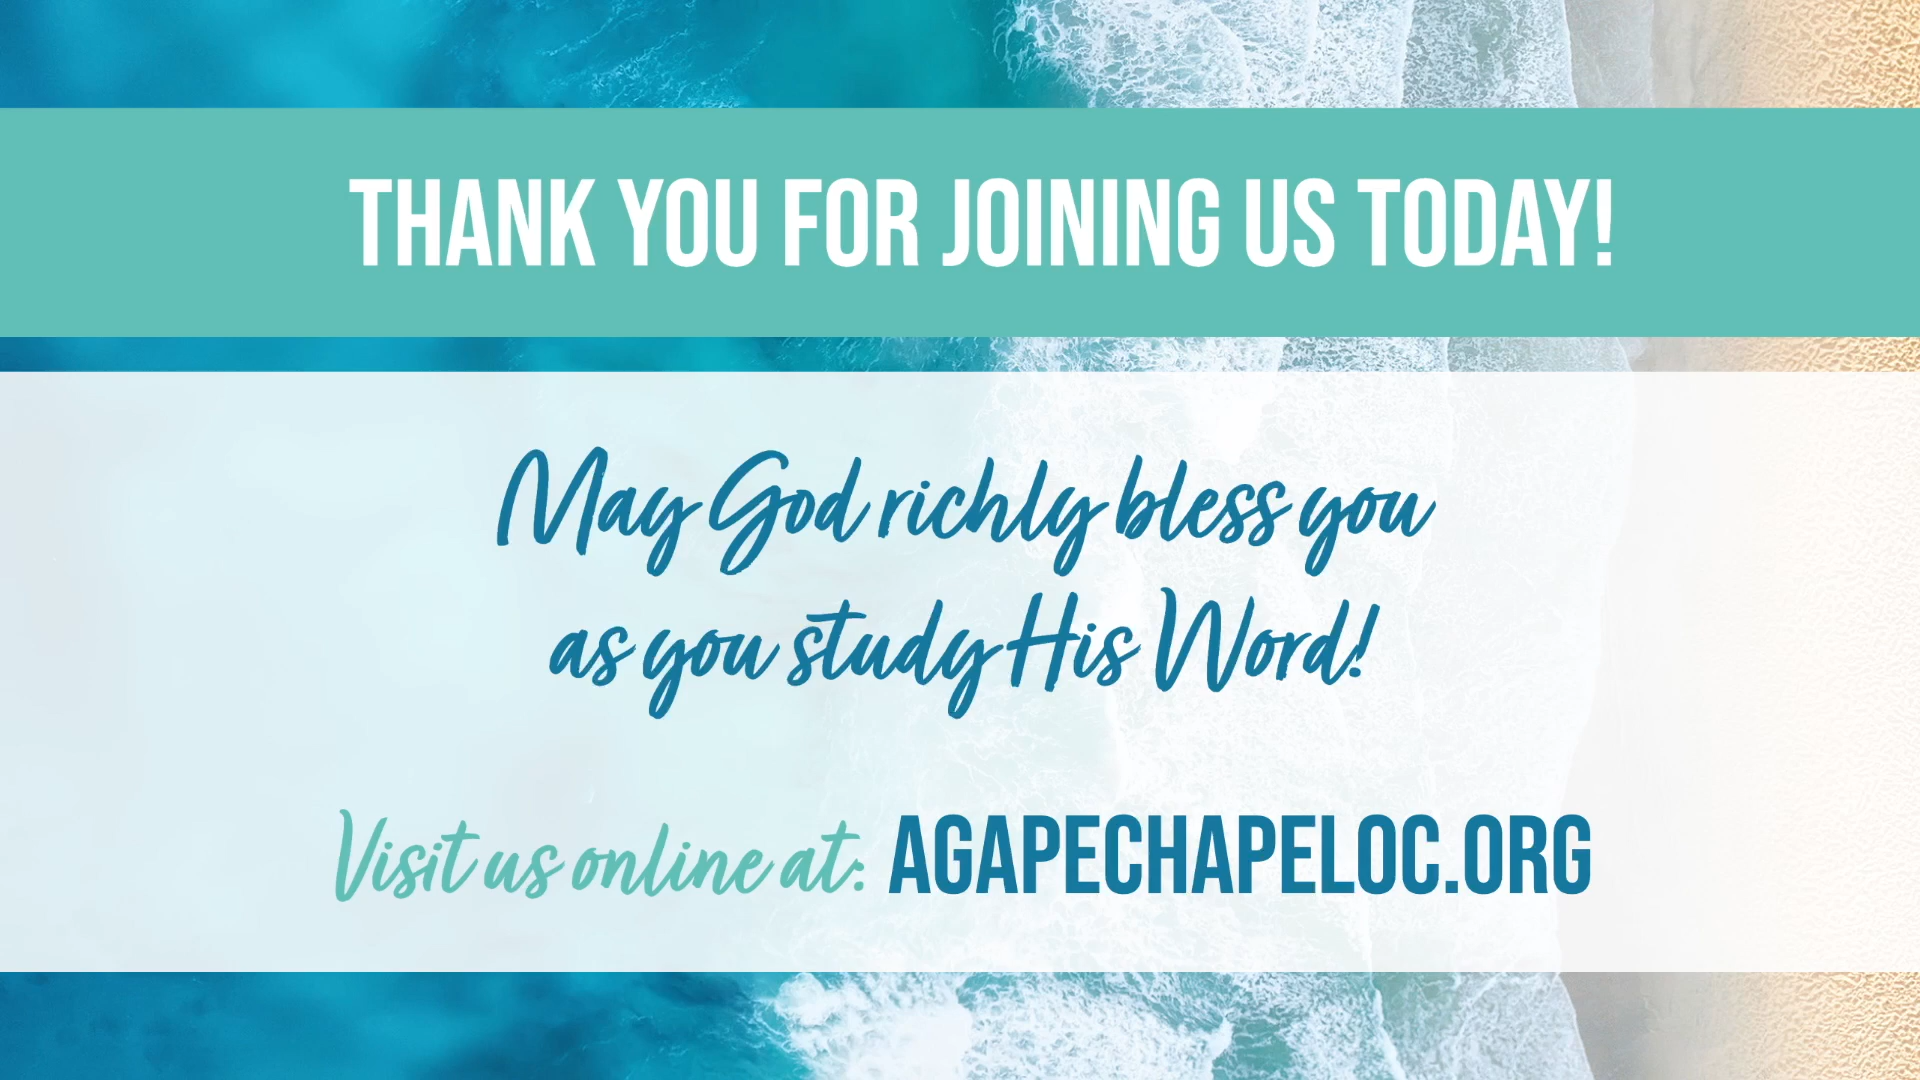 THANK YOU FOR JOINING US TODAY!
May God richly bless you
as you study His Word!
Visit us online at: AGAPECHAPELOC.ORG